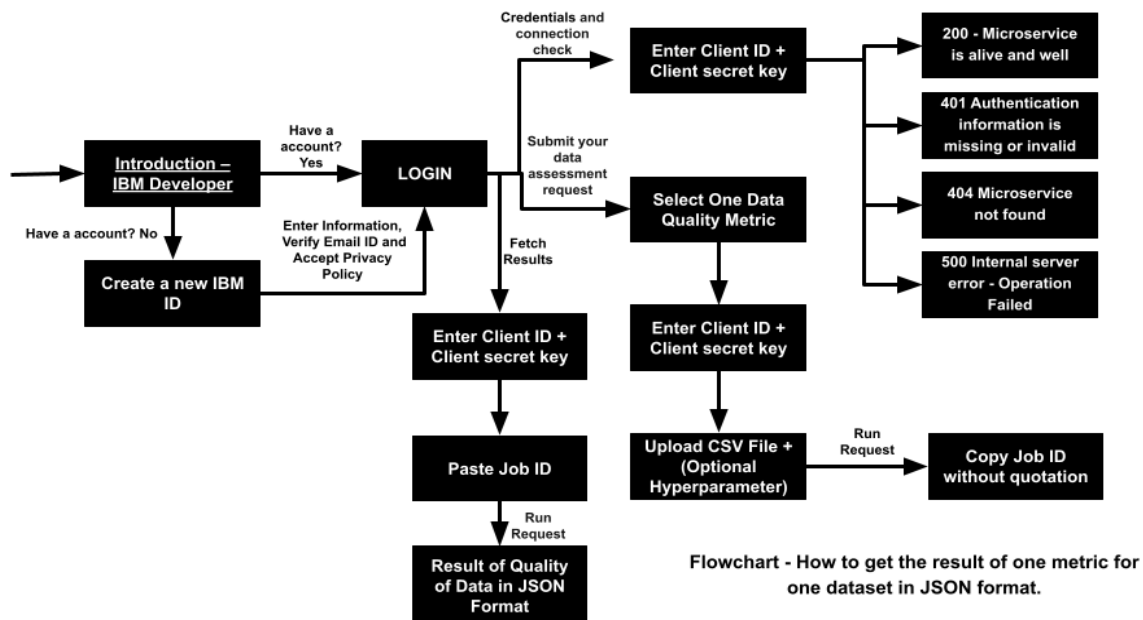 Credentials and
connection
check
Enter Client ID +
Client secret key
200 - Microservice
is alive and well
401 Authentication
information is
missing or invalid
404 Microservice
not found
500 Internal server
error - Operation
Failed
Introduction –
IBM Developer
Have a
account?
Yes
LOGIN
Submit your
data
assessment
request
Select One Data
Quality Metric
Have a account? No
Enter Information,
Verify Email ID and
Accept Privacy
Policy
Create a new IBM
ID
Fetch
Results
Enter Client ID +
Client secret key
Enter Client ID +
Client secret key
Paste Job ID
Upload CSV File +
(Optional
Hyperparameter)
Run
Request
Copy Job ID
without quotation
Run
Request
Result of Quality
of Data in JSON
Format
Flowchart - How to get the result of one metric for
one dataset in JSON format.